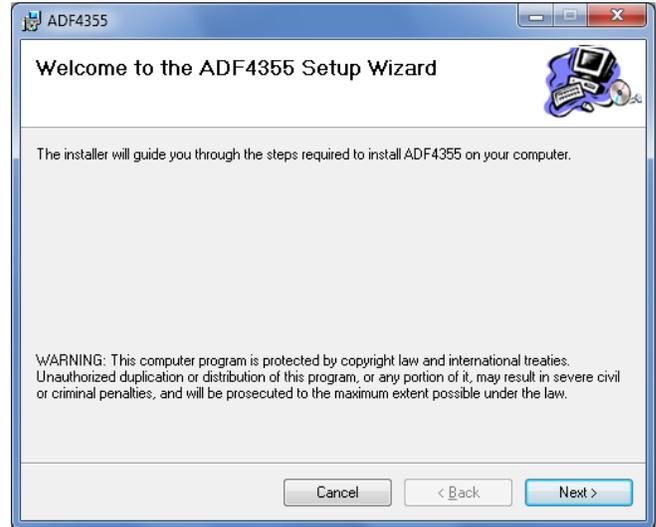 ADF4355
Welcome to the ADF4355 Setup Wizard
The installer will guide you through the steps required to install ADF4355 on your computer.
WARNING: This computer program is protected by copyright law and international treaties.
Unauthorized duplication or distribution of this program, or any portion of it, may result in severe civil
or criminal penalties, and will be prosecuted to the maximum extent possible under the law.
Cancel
< Back
Next >